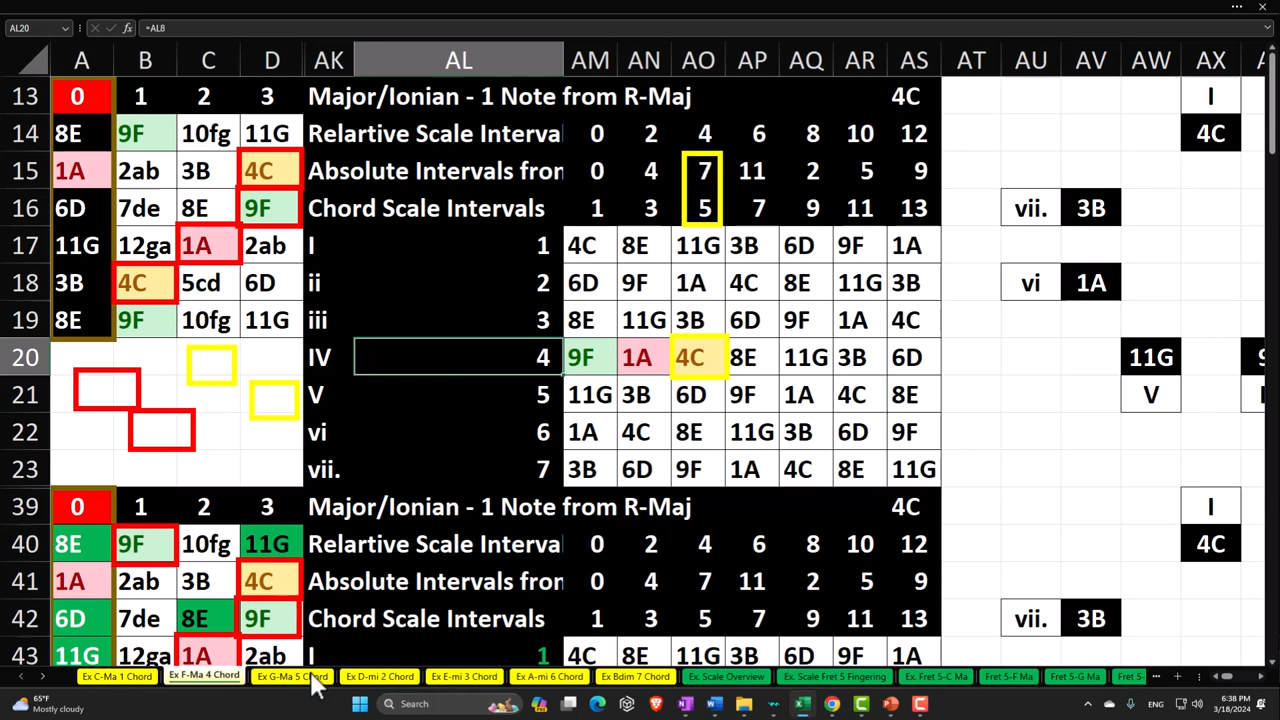 AL20 fx =AL8
A B C D AK AL AM AN AO AP AQ AR AS AT AU AV AW AX
13 0 1 2 3 Major/Ionian - 1 Note from R-Maj 4C I
14 8E 9F 10fg 11G Relartive Scale Interva 0 2 4 6 8 10 12 4C
15 1A 2ab 3B 4C Absolute Intervals fron 0 4 7 11 2 5 9
16 6D 7de 8E 9F Chord Scale Intervals 1 3 5 7 9 11 13 vii. 3B
17 11G 12ga 1A 2ab I 1 4C 8E 11G 3B 6D 9F 1A
18 3B 4C 5cd 6D ii 2 6D 9F 1A 4C 8E 11G 3B vi 1A
19 8E 9F 10fg 11G iii 3 8E 11G 3B 6D 9F 1A 4C
20 IV 4 9F 1A 4C 8E 11G 3B 6D 11G
21 V 5 11G 3B 6D 9F 1A 4C 8E V
22 vi 6 1A 4C 8E 11G 3B 6D 9F
23 vii. 7 3B 6D 9F 1A 4C 8E 11G
39 0 1 2 3 Major/Ionian - 1 Note from R-Maj 4C I
40 8E 9F 10fg 11G Relartive Scale Interva 0 2 4 6 8 10 12 4C
41 1A 2ab 3B 4C Absolute Intervals fron 0 4 7 11 2 5 9
42 6D 7de 8E 9F Chord Scale Intervals 1 3 5 7 9 11 13 vii. 3B
43 11G 12ga 1A 2ab I 1 4C 8E 11G 3B 6D 9F 1A
Ex C-Ma 1 Chord Ex F-Ma 4 Chord Ex G-Ma 5 Chord Ex D-mi 2 Chord Ex E-mi 3 Chord Ex A-mi 6 Chord Ex Bdim 7 Chord Ex. Scale Overview Ex. Scale Fret 5 Fingering Ex. Fret 5-C Ma Fret 5-F Ma Fret 5-G Ma Fret 5-
65°F
Mostly cloudy
Search
ENG
6:38 PM
3/18/2024